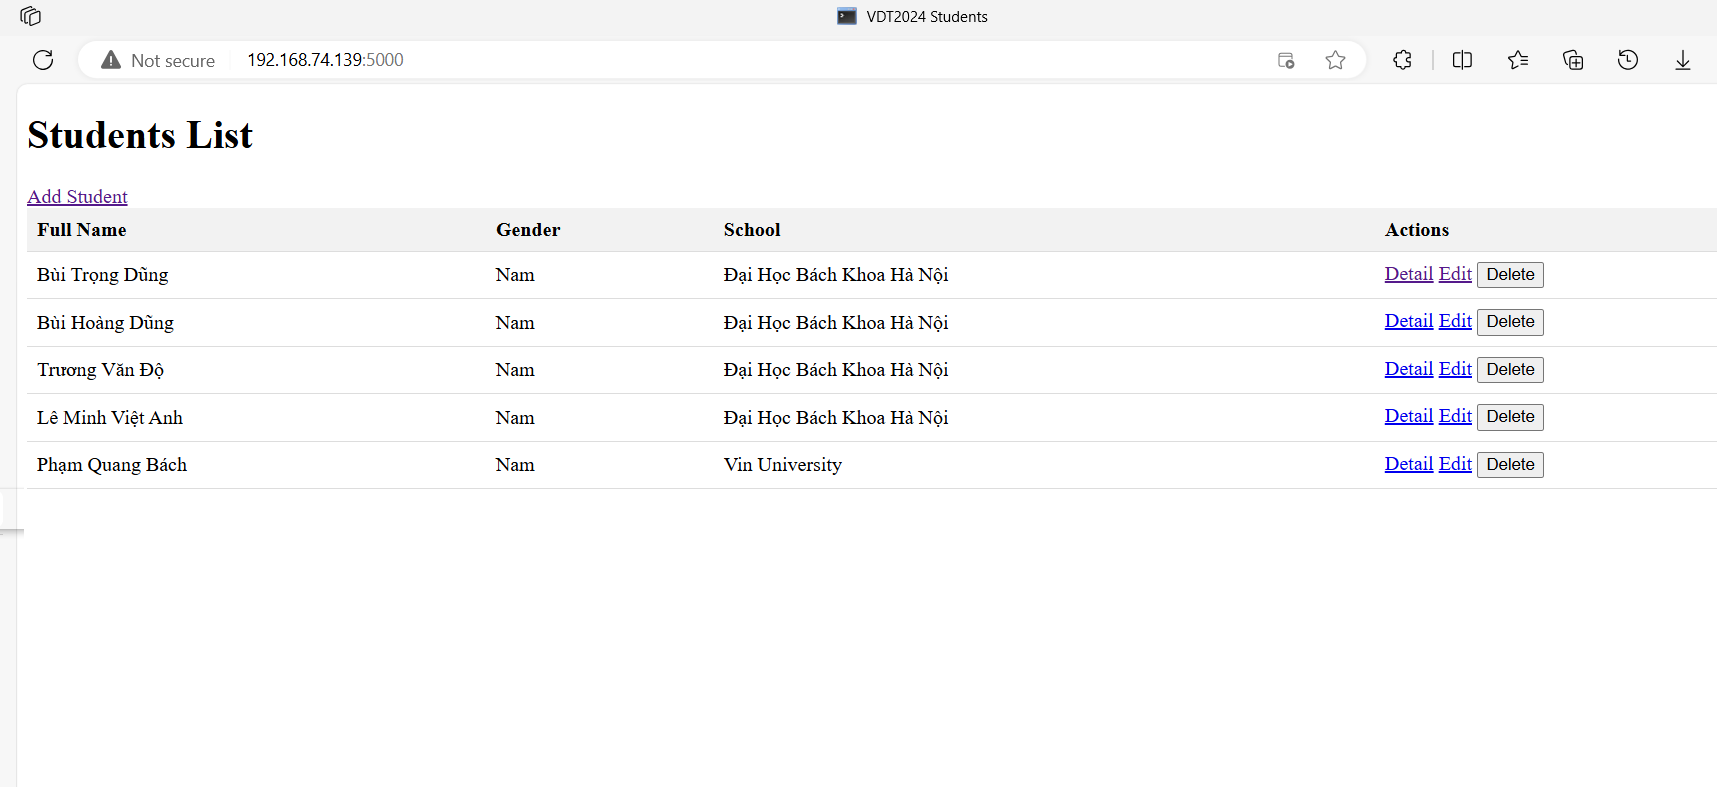 VDT2024 Students
Not secure 192.168.74.139:5000
Students List
Add Student
Full Name Gender School Actions
Bùi Trọng Dũng Nam Đại Học Bách Khoa Hà Nội Detail Edit Delete
Bùi Hoàng Dũng Nam Đại Học Bách Khoa Hà Nội Detail Edit Delete
Trương Văn Độ Nam Đại Học Bách Khoa Hà Nội Detail Edit Delete
Lê Minh Việt Anh Nam Đại Học Bách Khoa Hà Nội Detail Edit Delete
Phạm Quang Bách Nam Vin University Detail Edit Delete